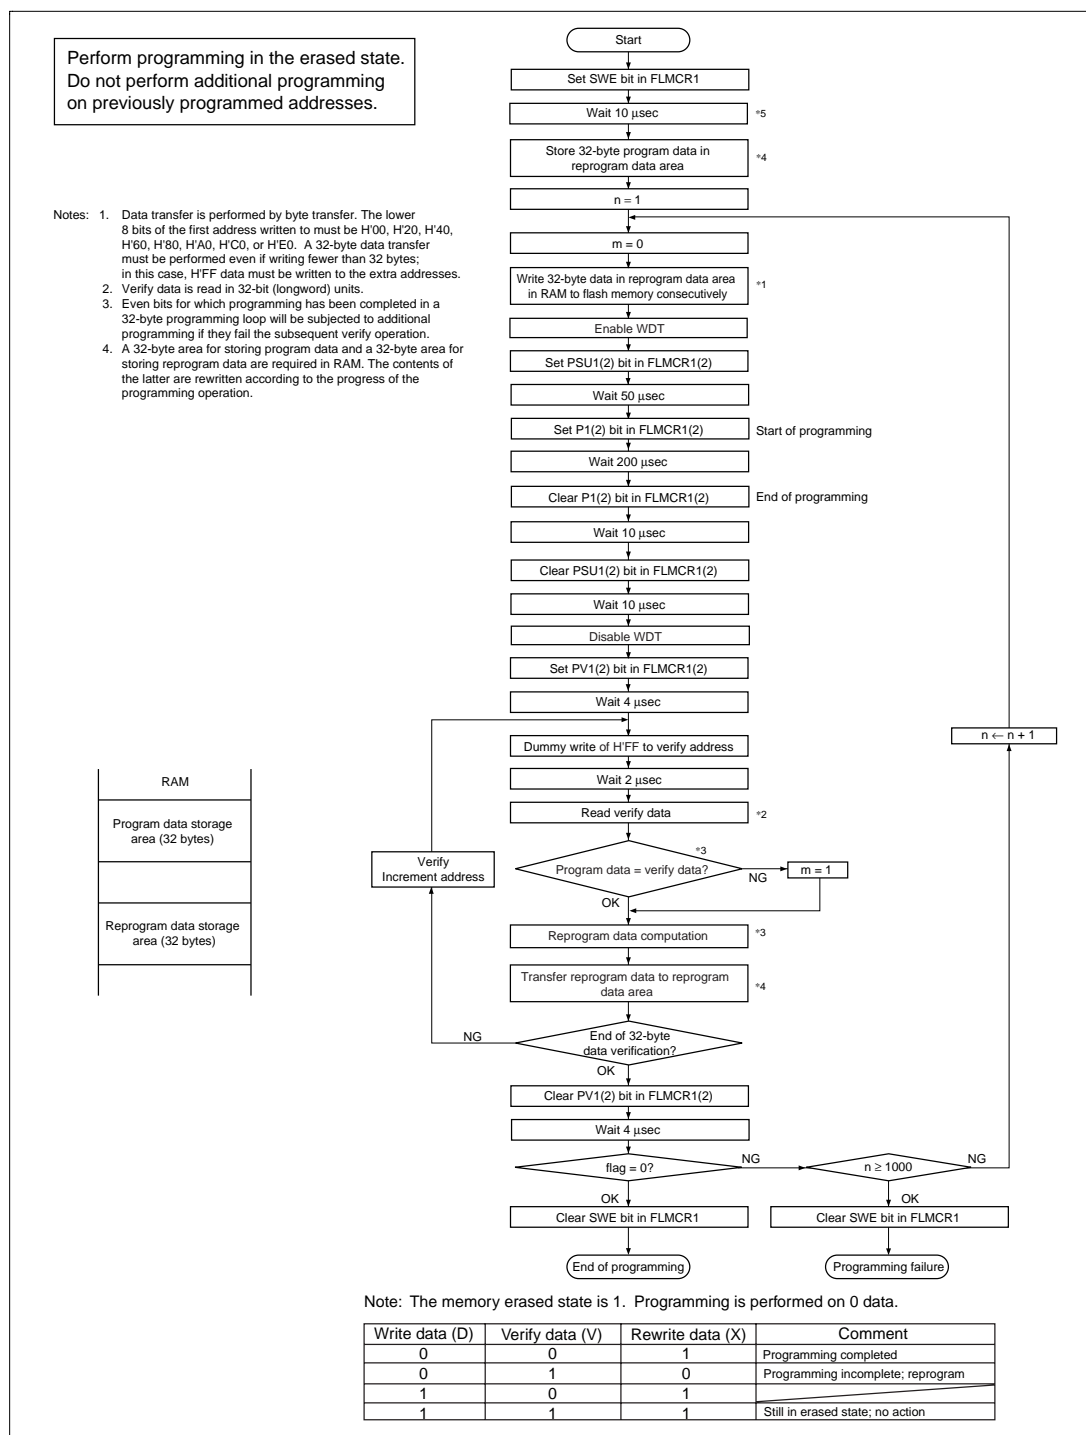 Perform programming in the erased state.
Do not perform additional programming
on previously programmed addresses.
Start
Set SWE bit in FLMCR1
Wait 10 μsec
*5
Store 32-byte program data in
reprogram data area
*4
n = 1
Notes: 1. Data transfer is performed by byte transfer. The lower
8 bits of the first address written to must be H'00, H'20, H'40,
H'60, H'80, H'A0, H'C0, or H'E0. A 32-byte data transfer
must be performed even if writing fewer than 32 bytes;
in this case, H'FF data must be written to the extra addresses.
2. Verify data is read in 32-bit (longword) units.
3. Even bits for which programming has been completed in a
32-byte programming loop will be subjected to additional
programming if they fail the subsequent verify operation.
4. A 32-byte area for storing program data and a 32-byte area for
storing reprogram data are required in RAM. The contents of
the latter are rewritten according to the progress of the
programming operation.
m = 0
Write 32-byte data in reprogram data area
in RAM to flash memory consecutively
*1
Enable WDT
Set PSU1(2) bit in FLMCR1(2)
Wait 50 μsec
Set P1(2) bit in FLMCR1(2)
Start of programming
Wait 200 μsec
Clear P1(2) bit in FLMCR1(2)
End of programming
Wait 10 μsec
Clear PSU1(2) bit in FLMCR1(2)
Wait 10 μsec
Disable WDT
Set PV1(2) bit in FLMCR1(2)
Wait 4 μsec
n ← n + 1
Dummy write of H'FF to verify address
Wait 2 μsec
Read verify data
*2
RAM
Program data storage
area (32 bytes)
Reprogram data storage
area (32 bytes)
Verify
Increment address
*3
Program data = verify data?
NG
m = 1
OK
Reprogram data computation
*3
Transfer reprogram data to reprogram
data area
*4
NG
End of 32-byte
data verification?
OK
Clear PV1(2) bit in FLMCR1(2)
Wait 4 μsec
flag = 0?
NG
n ≥ 1000
NG
OK
OK
Clear SWE bit in FLMCR1
Clear SWE bit in FLMCR1
End of programming
Programming failure
Note: The memory erased state is 1. Programming is performed on 0 data.
Write data (D) Verify data (V) Rewrite data (X) Comment
0 0 1 Programming completed
0 1 0 Programming incomplete; reprogram
1 0 1
1 1 1 Still in erased state; no action